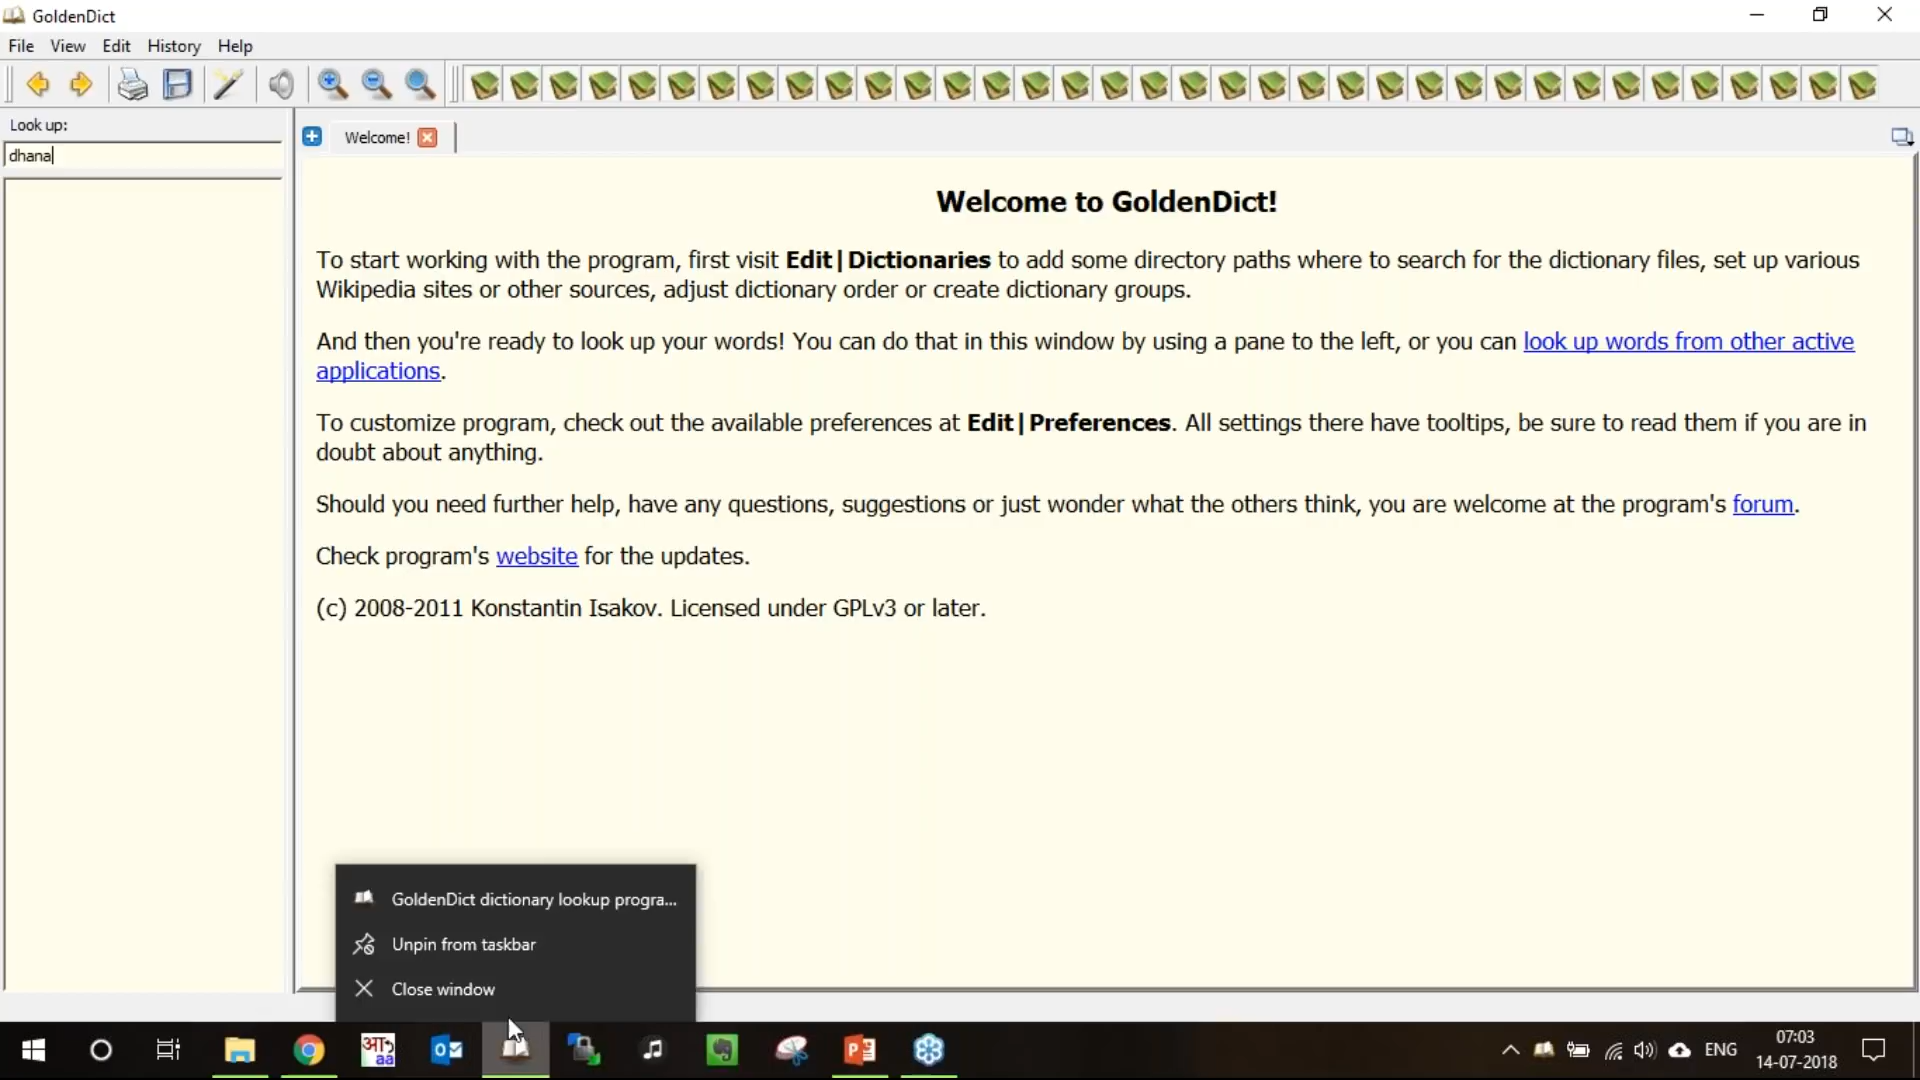 GoldenDict
File View Edit History Help
Look up:
dhana
Welcome!
Welcome to GoldenDict!
To start working with the program, first visit Edit|Dictionaries to add some directory paths where to search for the dictionary files, set up various
Wikipedia sites or other sources, adjust dictionary order or create dictionary groups.
And then you're ready to look up your words! You can do that in this window by using a pane to the left, or you can look up words from other active
applications.
To customize program, check out the available preferences at Edit|Preferences. All settings there have tooltips, be sure to read them if you are in
doubt about anything.
Should you need further help, have any questions, suggestions or just wonder what the others think, you are welcome at the program's forum.
Check program's website for the updates.
(c) 2008-2011 Konstantin Isakov. Licensed under GPLv3 or later.
GoldenDict dictionary lookup progra...
Unpin from taskbar
Close window
ENG
07:03
14-07-2018